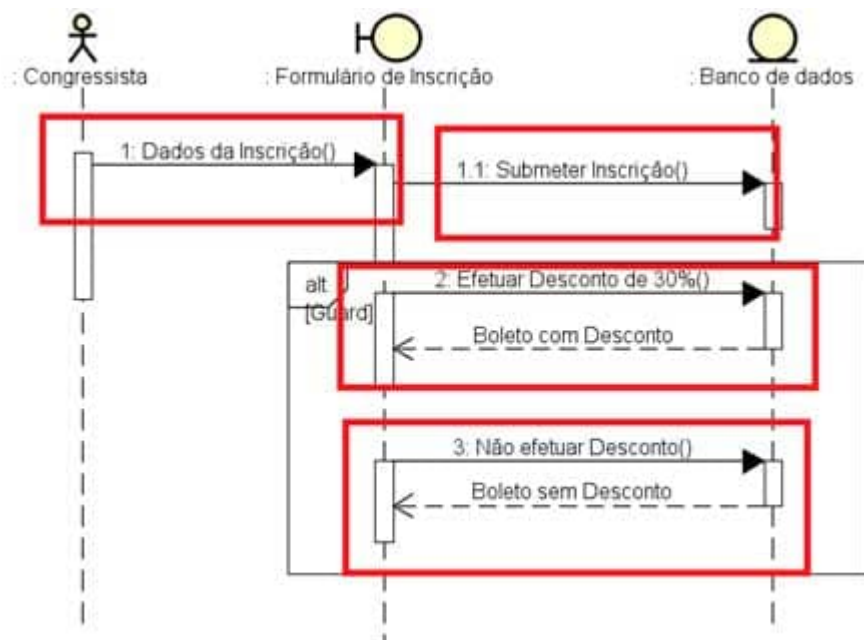 : Congressista
: Formulário de Inscrição
: Banco de dados
1: Dados da Inscrição()
1.1: Submeter Inscrição()
alt
[Guard]
2: Efetuar Desconto de 30%()
Boleto com Desconto
3: Não efetuar Desconto()
Boleto sem Desconto